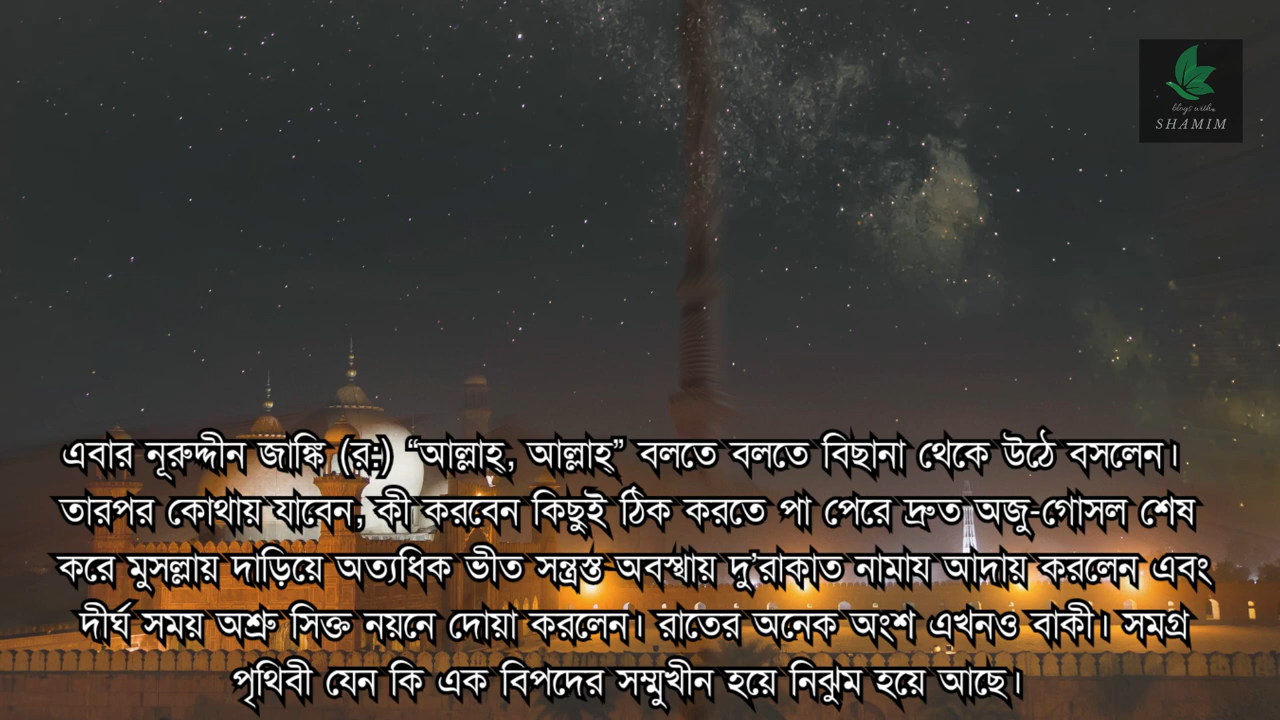 blogs with
SHAMIM
এবার নূরুদ্দীন জাঙ্কি (র:) “আল্লাহ, আল্লাহ” বলতে বলতে বিছানা থেকে উঠে বসলেন।
তারপর কোথায় যাবেন, কী করবেন কিছুই ঠিক করতে পা পেরে দ্রুত অজু-গোসল শেষ
করে মুসল্লায় দাড়িয়ে অত্যধিক ভীত সন্ত্রস্ত অবস্থায় দু’রাকাত নামায আদায় করলেন এবং
দীর্ঘ সময় অশ্রু সিক্ত নয়নে দোয়া করলেন। রাতের অনেক অংশ এখনও বাকী। সমগ্র
পৃথিবী যেন কি এক বিপদের সম্মুখীন হয়ে নিঝুম হয়ে আছে।